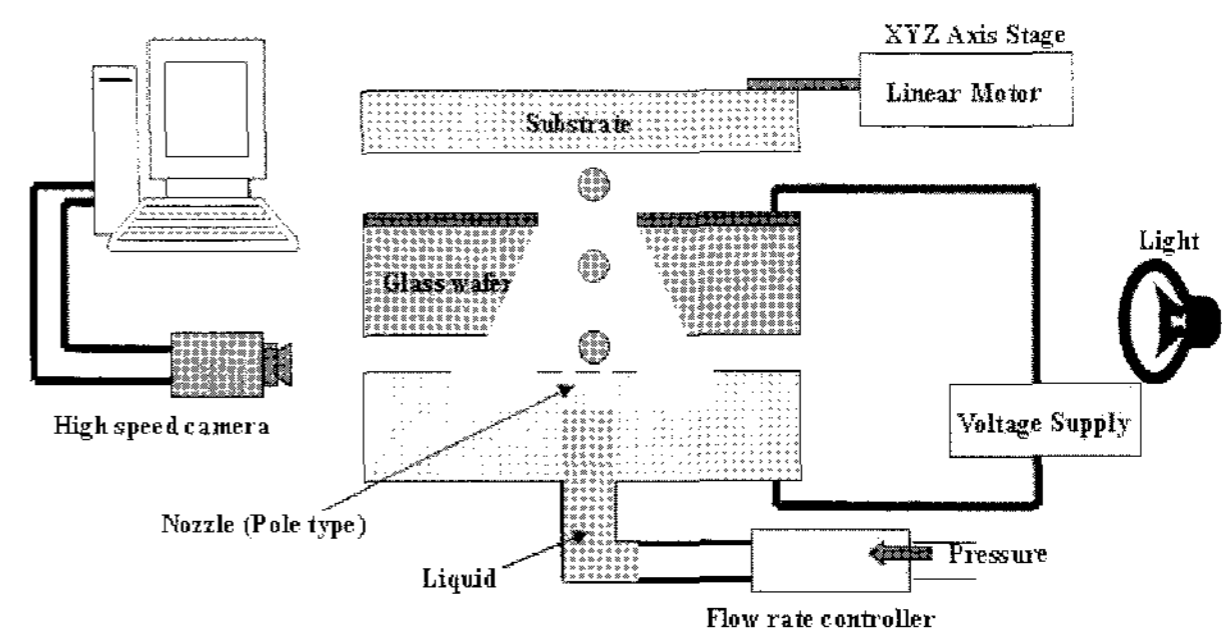 XYZ Axis Stage
Linear Motor
Substrate
Light
Glass wafer
High speed camera
Voltage Supply
Nozzle (Pole type)
Liquid
Pressure
Flow rate controller